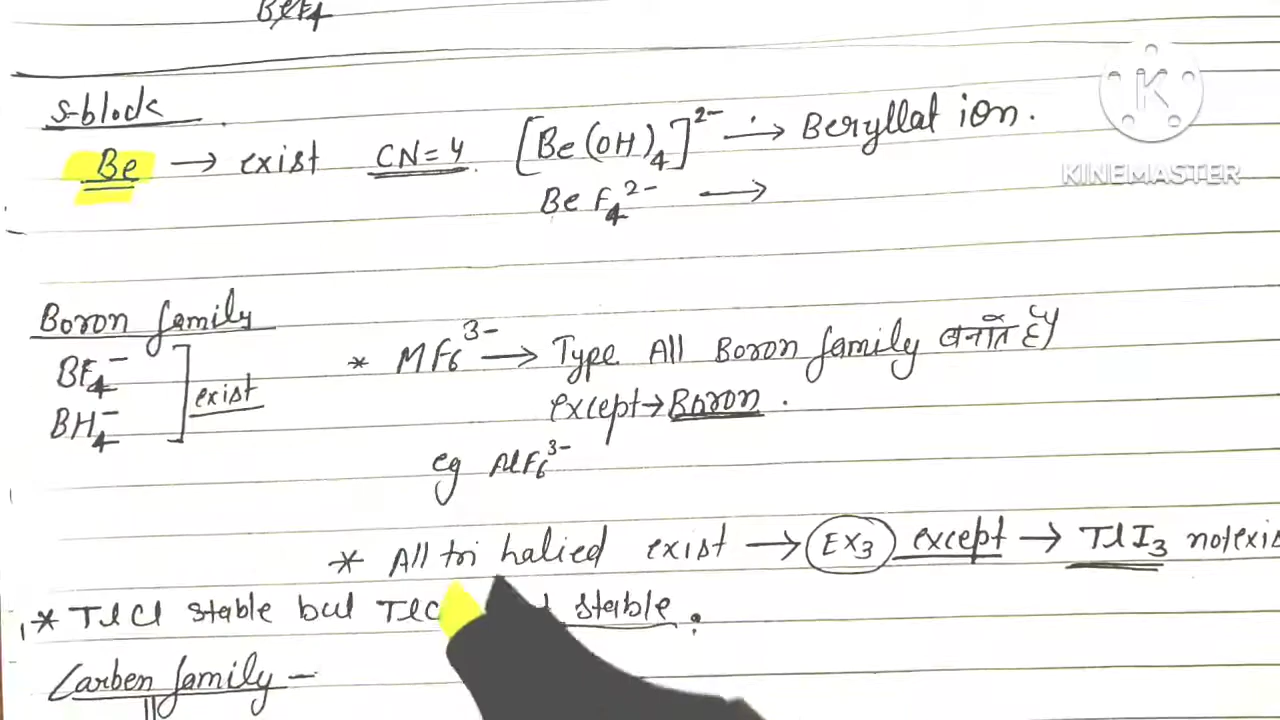 BeF4
s-block
Be → exist CN=4 [Be(OH)4]2- → Beryllat ion.
BeF4 2- →
KINEMASTER
Boron family
BF4-
BH4-
exist
* MF6 3- → Type All Boron family बनाते है।
except → Boron.
eg AlF6 3-
* All tri halied exist → EX3 except → TlI3 not exis
* TlCl stable but stable.
Carben family -